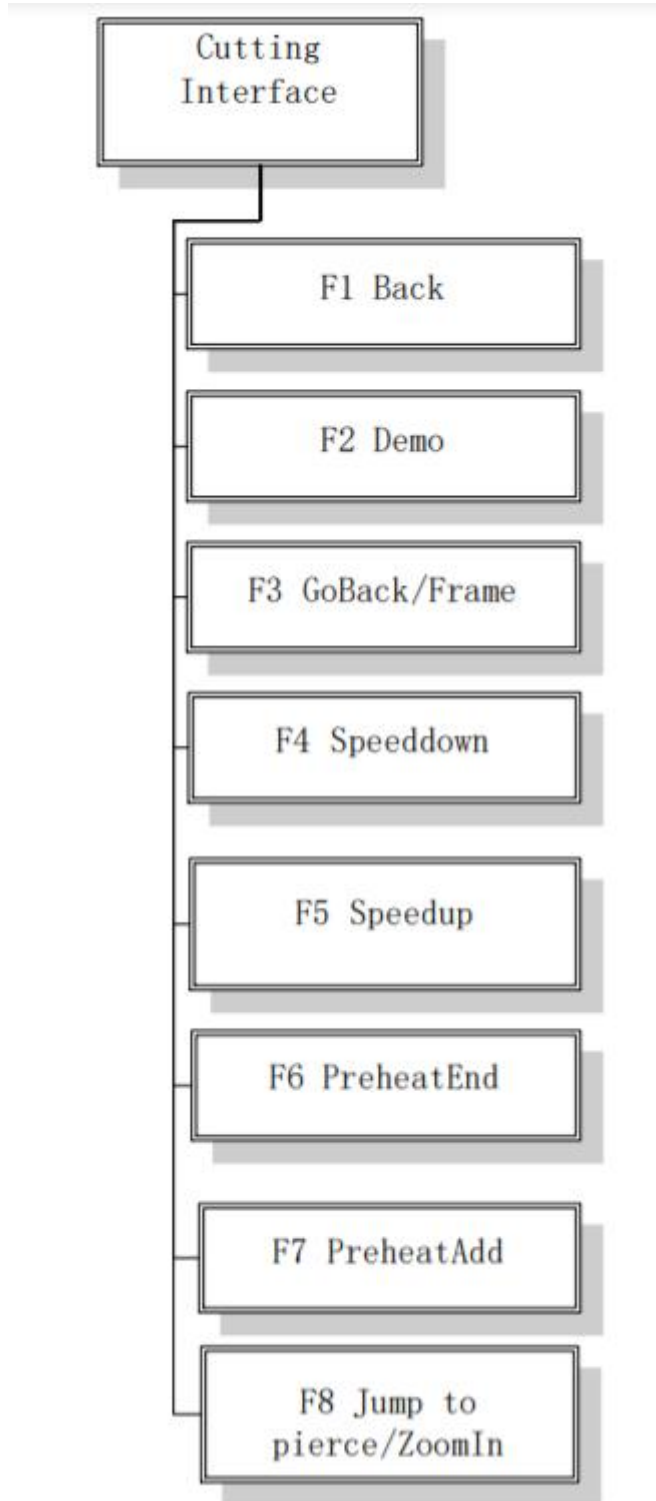 Cutting
Interface
F1 Back
F2 Demo
F3 GoBack/Frame
F4 Speeddown
F5 Speedup
F6 PreheatEnd
F7 PreheatAdd
F8 Jump to
pierce/ZoomIn